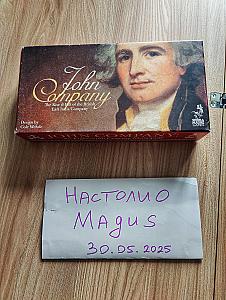 John
Company
The Rise & Fall of the British
East India Company
Design by
Cole Wehrle
НАСТОЛИО
Magus
30.05.2025